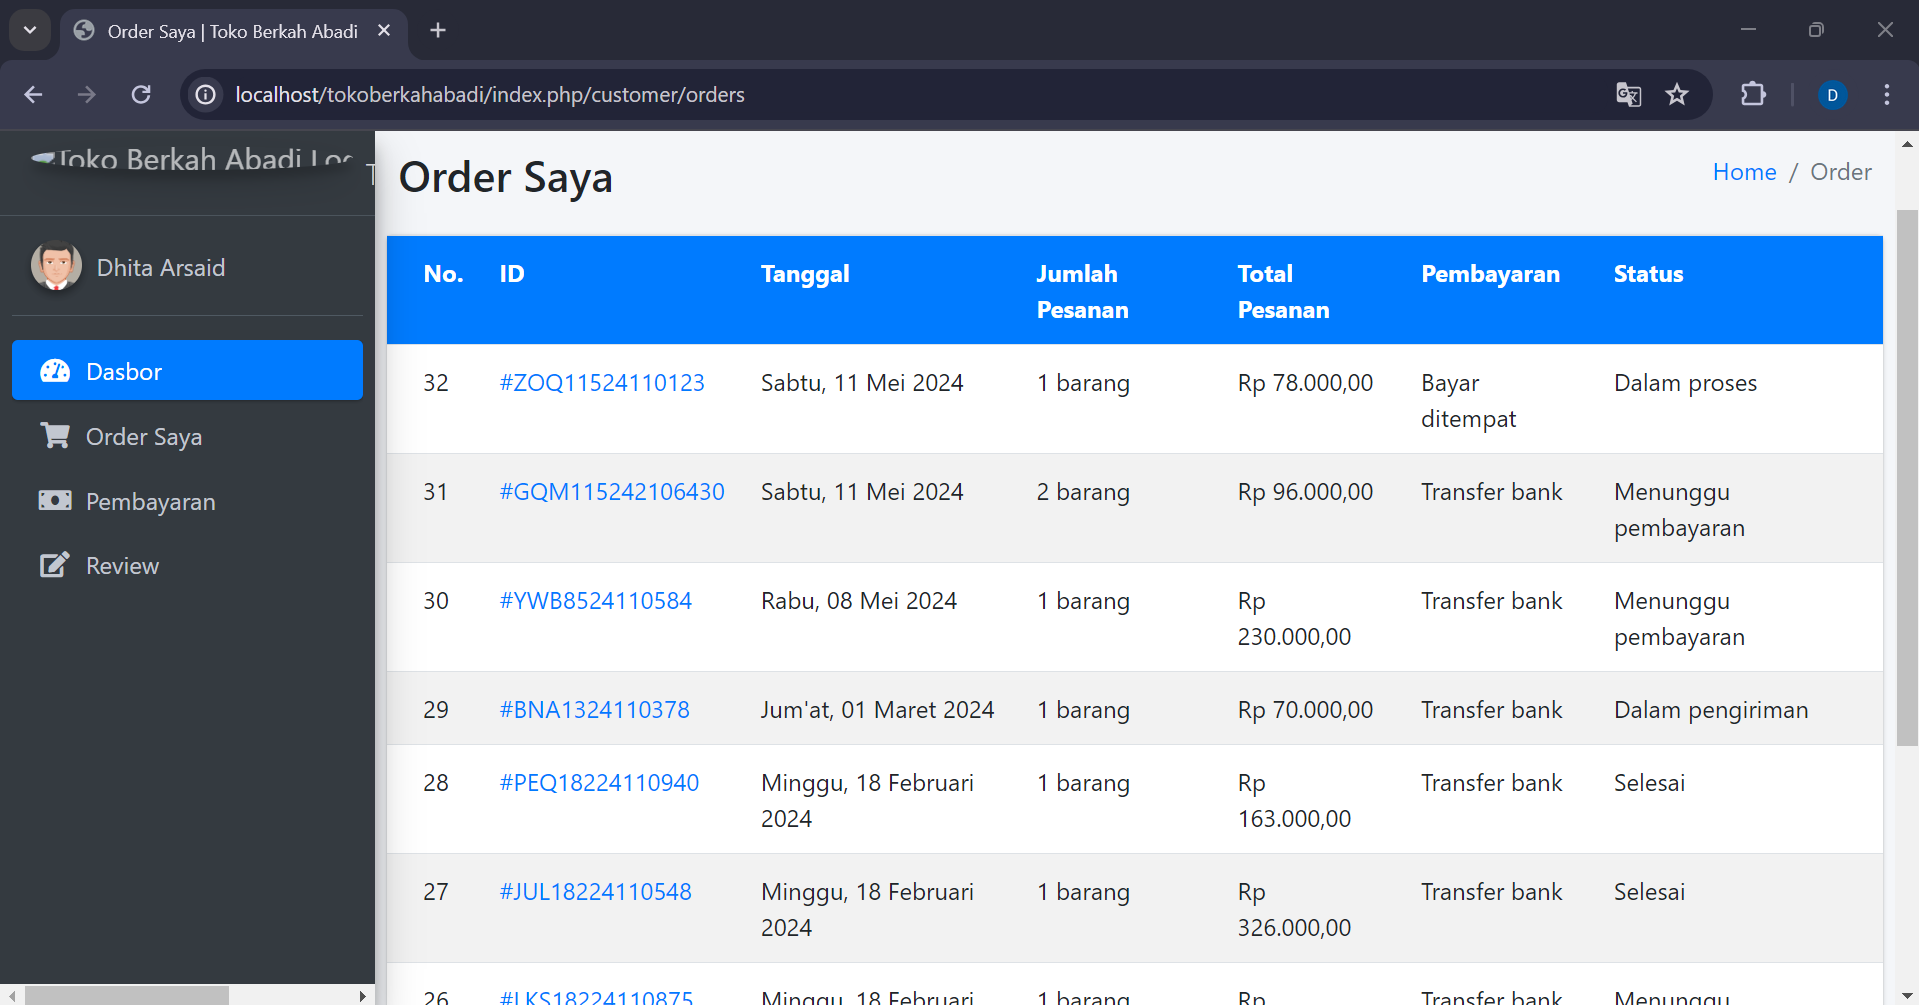 Order Saya | Toko Berkah Abadi
localhost/tokoberkahabadi/index.php/customer/orders
D
Toko Berkah Abadi
Order Saya
Home / Order
Dhita Arsaid
Dasbor
Order Saya
Pembayaran
Review
No. ID Tanggal Jumlah Pesanan Total Pesanan Pembayaran Status
32 #ZOQ11524110123 Sabtu, 11 Mei 2024 1 barang Rp 78.000,00 Bayar ditempat Dalam proses
31 #GQM115242106430 Sabtu, 11 Mei 2024 2 barang Rp 96.000,00 Transfer bank Menunggu pembayaran
30 #YWB8524110584 Rabu, 08 Mei 2024 1 barang Rp 230.000,00 Transfer bank Menunggu pembayaran
29 #BNA1324110378 Jum'at, 01 Maret 2024 1 barang Rp 70.000,00 Transfer bank Dalam pengiriman
28 #PEQ18224110940 Minggu, 18 Februari 2024 1 barang Rp 163.000,00 Transfer bank Selesai
27 #JUL18224110548 Minggu, 18 Februari 2024 1 barang Rp 326.000,00 Transfer bank Selesai
26 #LKS18224110875 Minggu, 18 Februari 1 barang Rp Transfer bank Menunggu